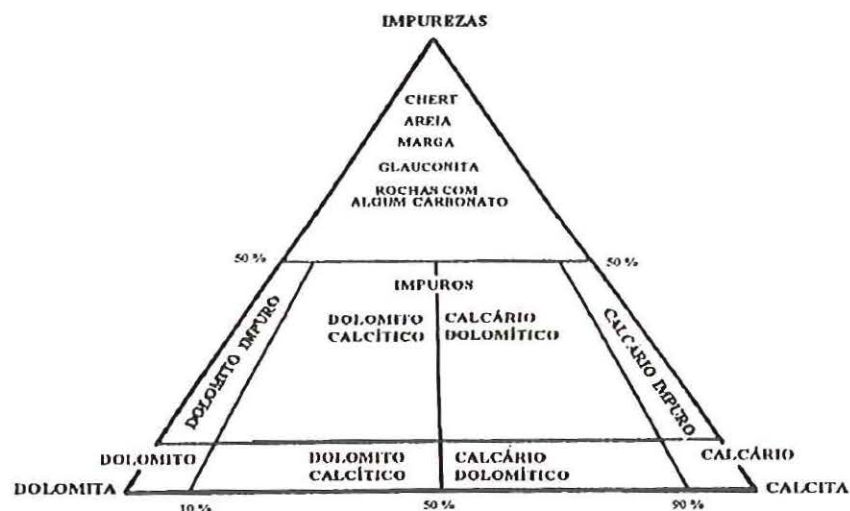 IMPUREZAS
CHERT
AREIA
MARGA
GLAUCONITA
ROCHAS COM
ALGUM CARBONATO
50 %
50 %
IMPUROS
DOLOMITO IMPURO
DOLOMITO
CALCÍTICO
CALCÁRIO
DOLOMÍTICO
CALCÁRIO IMPURO
DOLOMITO
DOLOMITO
CALCÍTICO
CALCÁRIO
DOLOMÍTICO
CALCÁRIO
DOLOMITA
CALCITA
10 %
50 %
90 %